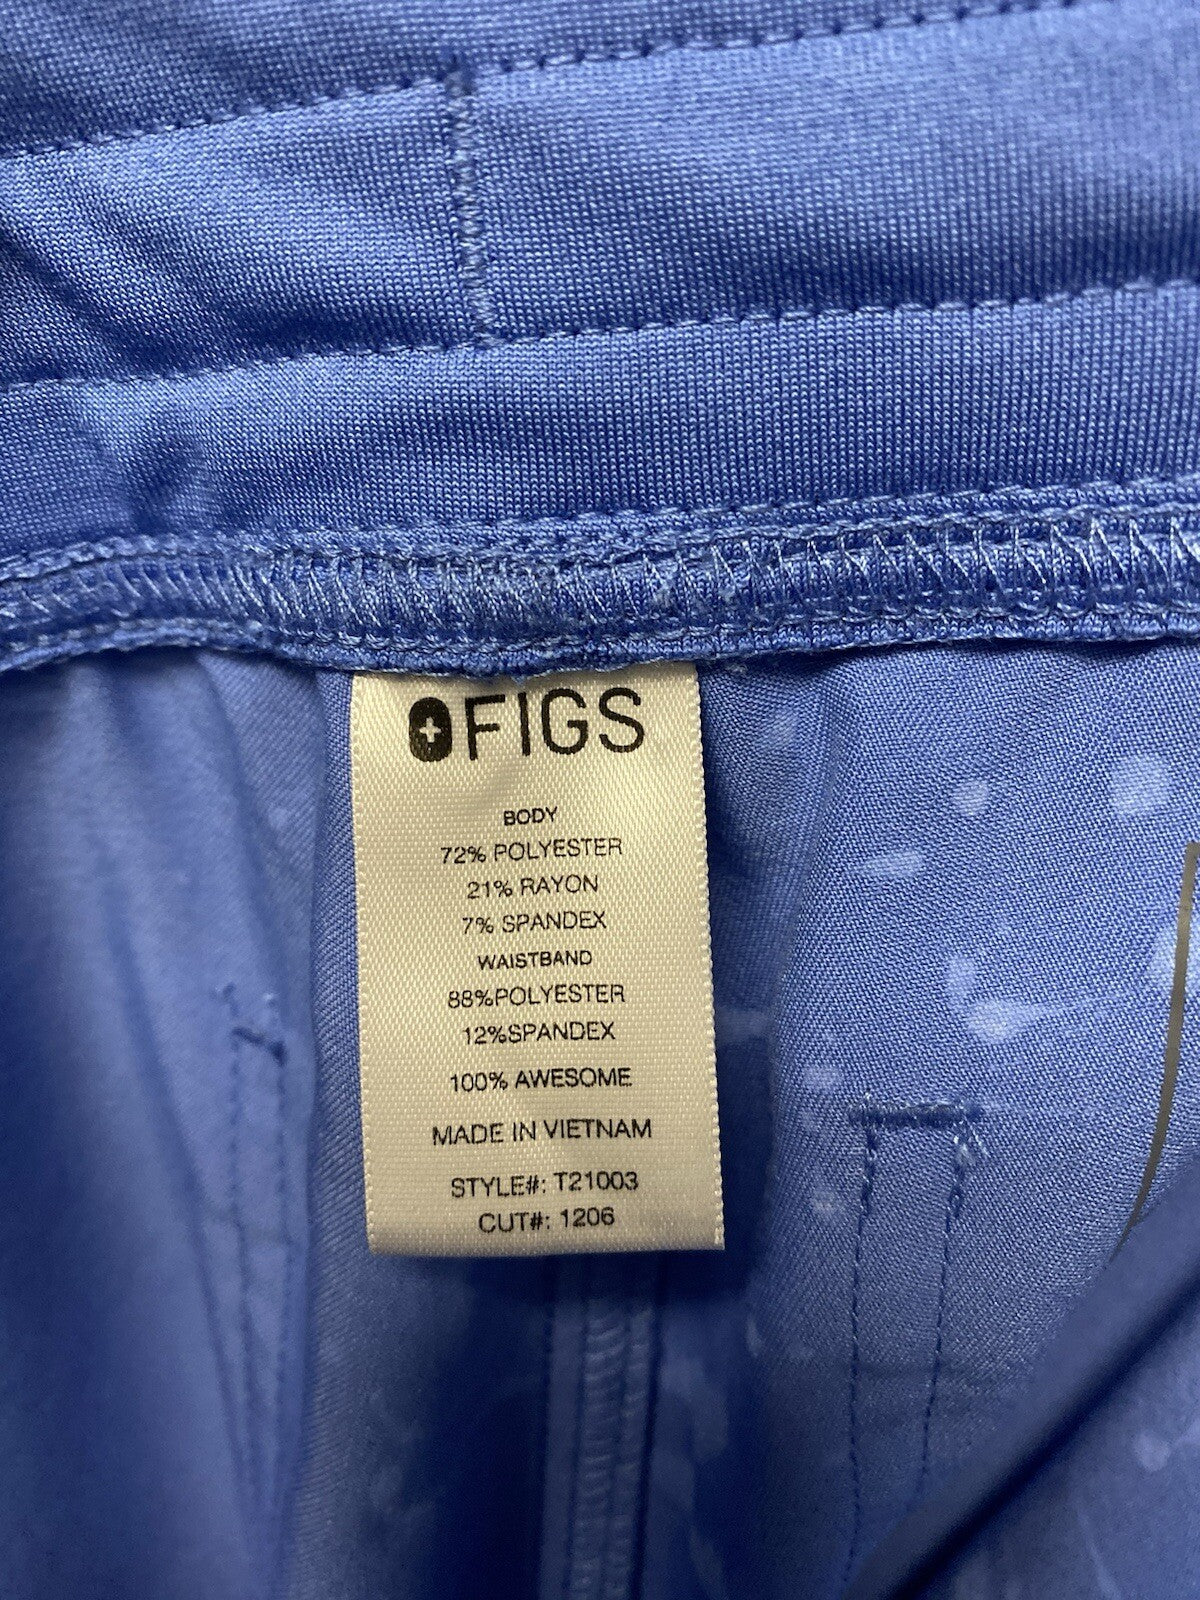 FIGS
BODY
72% POLYESTER
21% RAYON
7% SPANDEX
WAISTBAND
88%POLYESTER
12%SPANDEX
100% AWESOME
MADE IN VIETNAM
STYLE#: T21003
CUT#: 1206